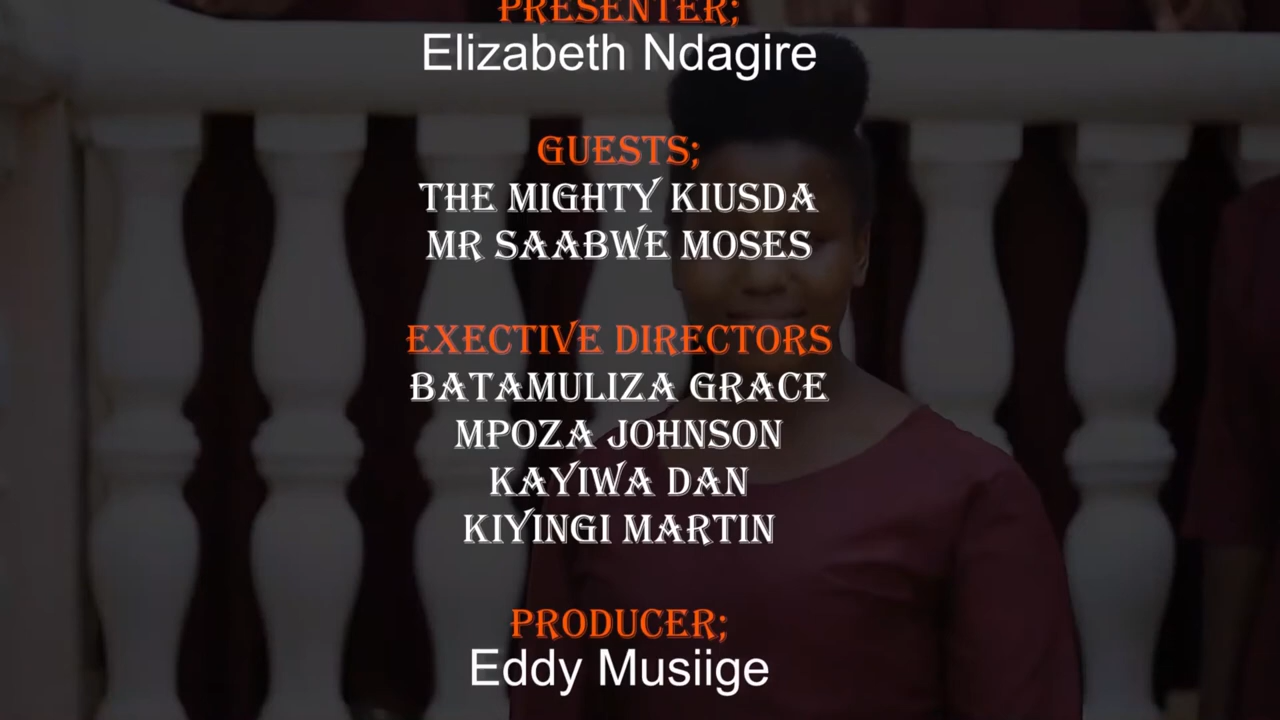 PRESENTER;
Elizabeth Ndagire
GUESTS;
THE MIGHTY KIUSDA
MR SAABWE MOSES
EXECTIVE DIRECTORS
BATAMULIZA GRACE
MPOZA JOHNSON
KAYIWA DAN
KIYINGI MARTIN
PRODUCER;
Eddy Musiige